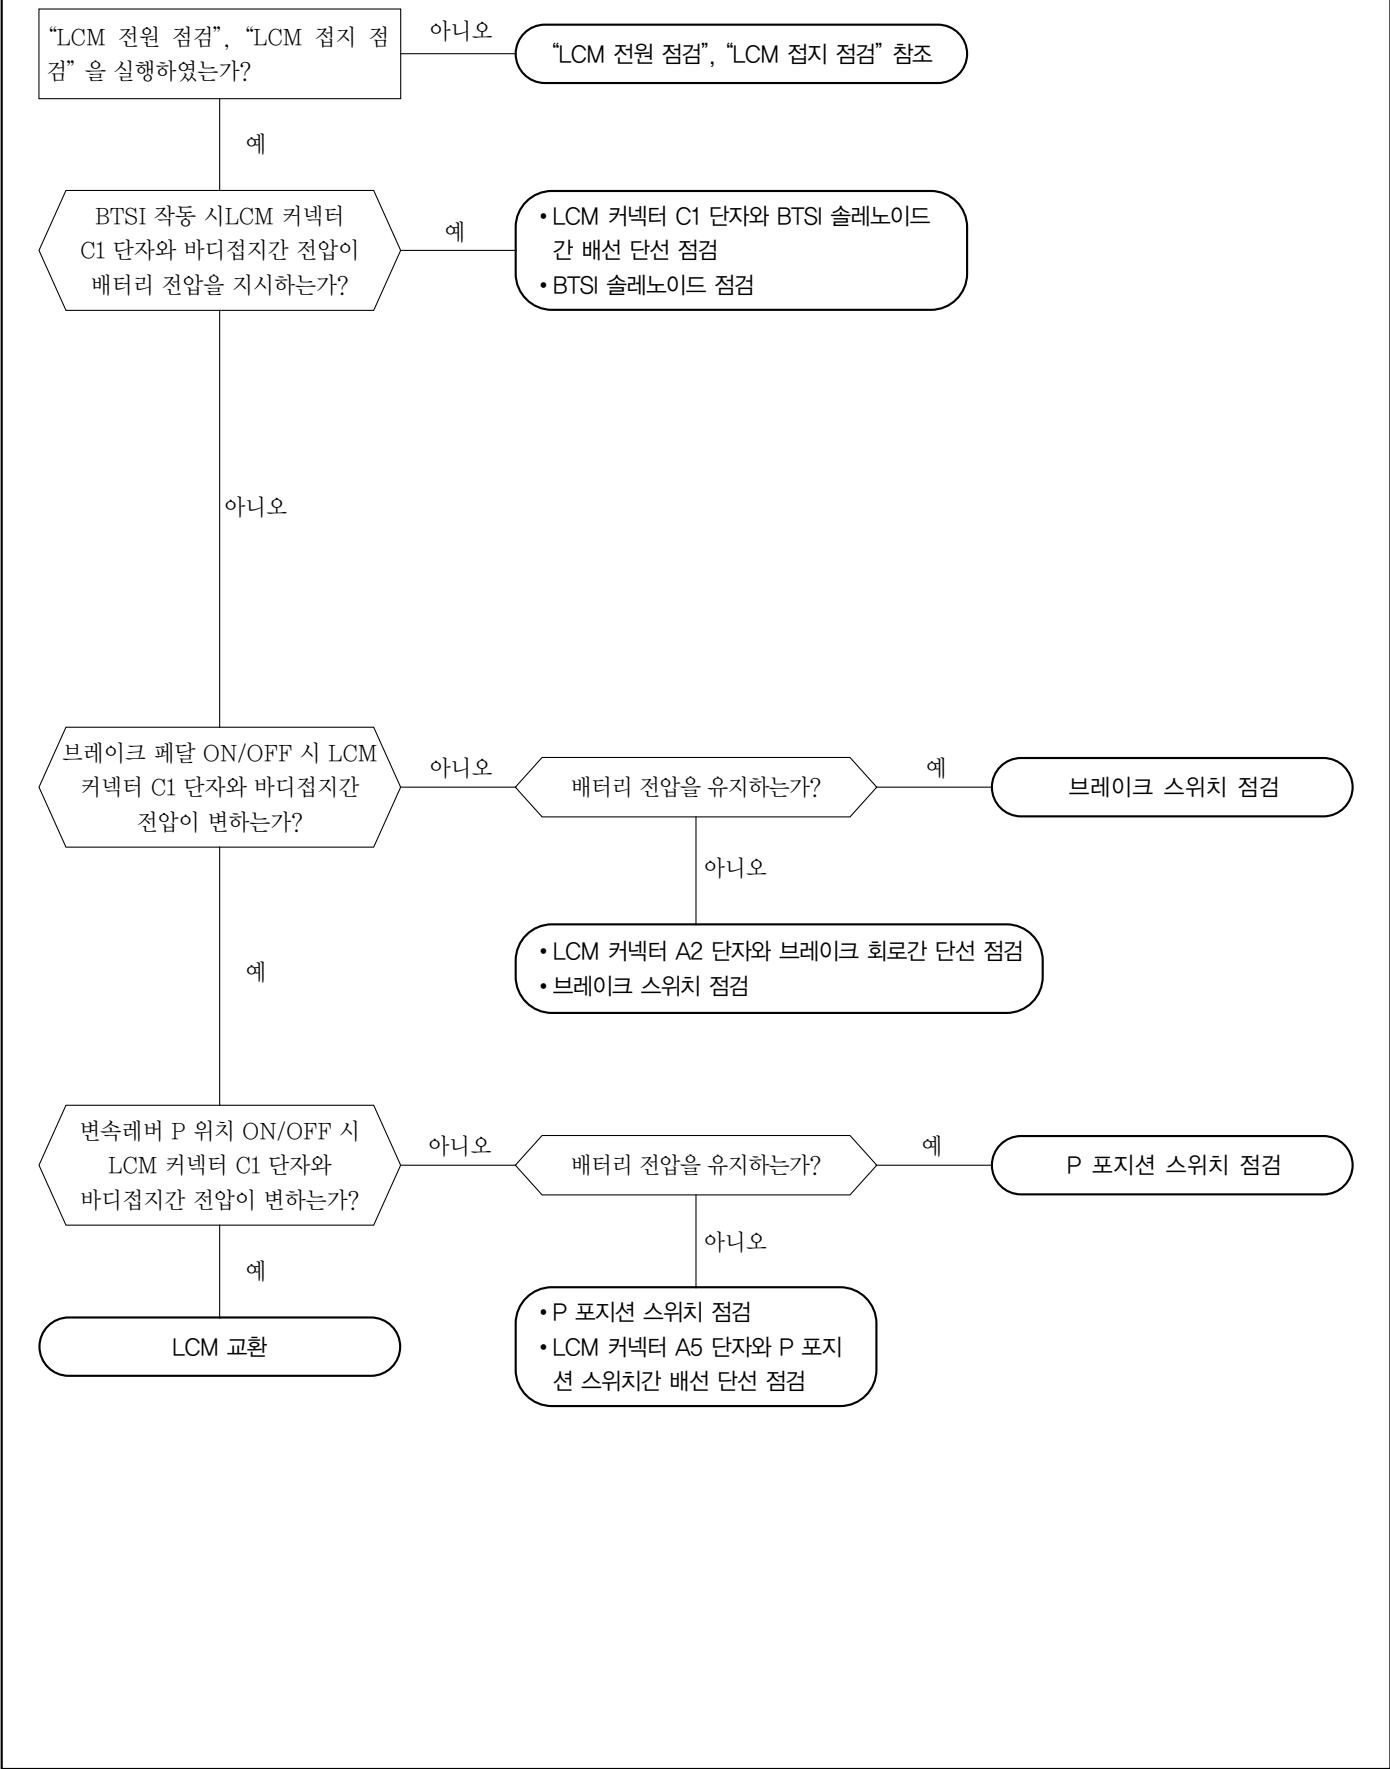 “LCM 전원 점검”, “LCM 접지 점
검” 을 실행하였는가?
아니오
“LCM 전원 점검”, “LCM 접지 점검” 참조
예
BTSI 작동 시LCM 커넥터
C1 단자와 바디접지간 전압이
배터리 전압을 지시하는가?
예
• LCM 커넥터 C1 단자와 BTSI 솔레노이드
간 배선 단선 점검
• BTSI 솔레노이드 점검
아니오
브레이크 페달 ON/OFF 시 LCM
커넥터 C1 단자와 바디접지간
전압이 변하는가?
아니오
배터리 전압을 유지하는가?
예
브레이크 스위치 점검
아니오
• LCM 커넥터 A2 단자와 브레이크 회로간 단선 점검
• 브레이크 스위치 점검
예
변속레버 P 위치 ON/OFF 시
LCM 커넥터 C1 단자와
바디접지간 전압이 변하는가?
아니오
배터리 전압을 유지하는가?
예
P 포지션 스위치 점검
아니오
• P 포지션 스위치 점검
• LCM 커넥터 A5 단자와 P 포지
션 스위치간 배선 단선 점검
예
LCM 교환